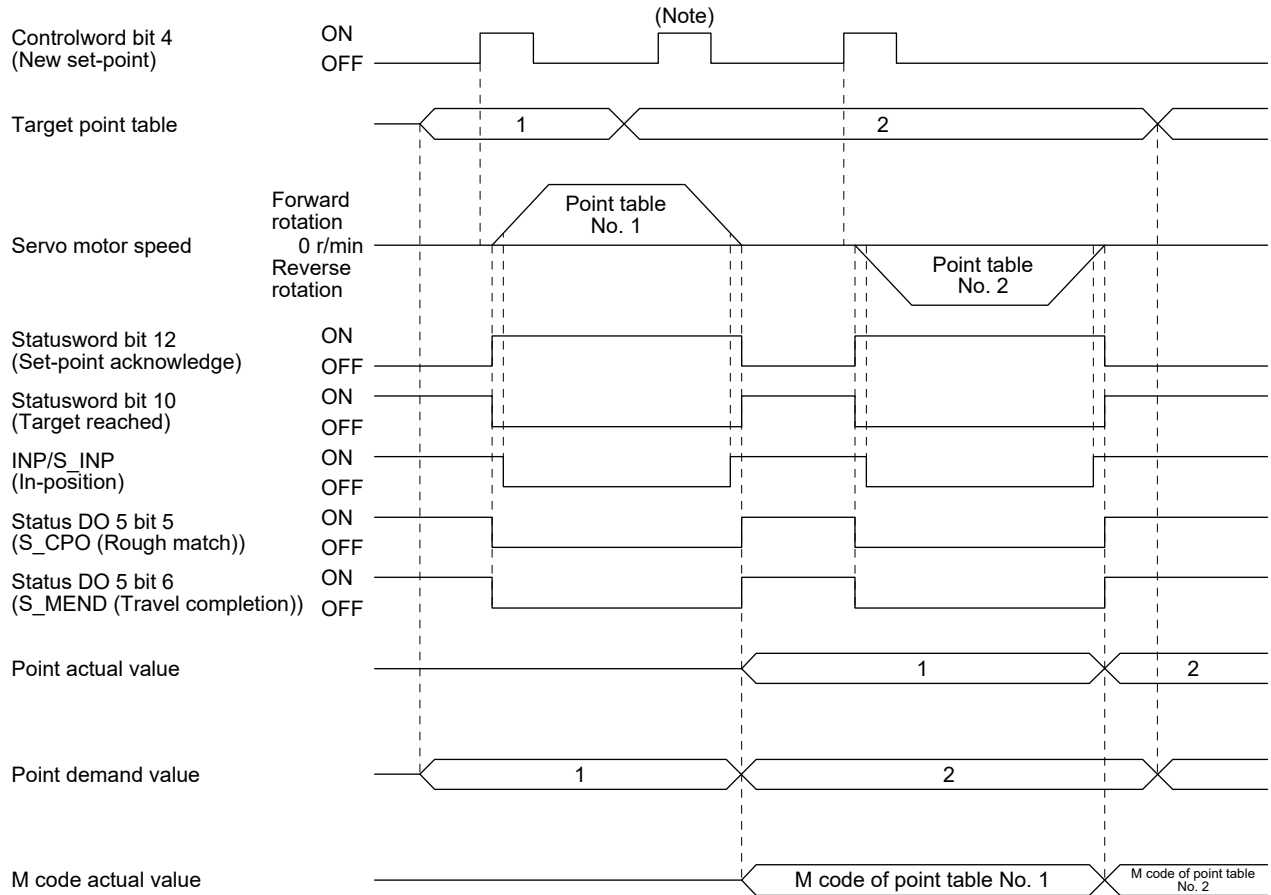 (Note)
Controlword bit 4
(New set-point)
ON
OFF
Target point table
1
2
Servo motor speed
Forward
rotation
0 r/min
Reverse
rotation
Point table
No. 1
Point table
No. 2
Statusword bit 12
(Set-point acknowledge)
ON
OFF
Statusword bit 10
(Target reached)
ON
OFF
INP/S_INP
(In-position)
ON
OFF
Status DO 5 bit 5
(S_CPO (Rough match))
ON
OFF
Status DO 5 bit 6
(S_MEND (Travel completion))
ON
OFF
Point actual value
1
2
Point demand value
1
2
M code actual value
M code of point table No. 1
M code of point table
No. 2